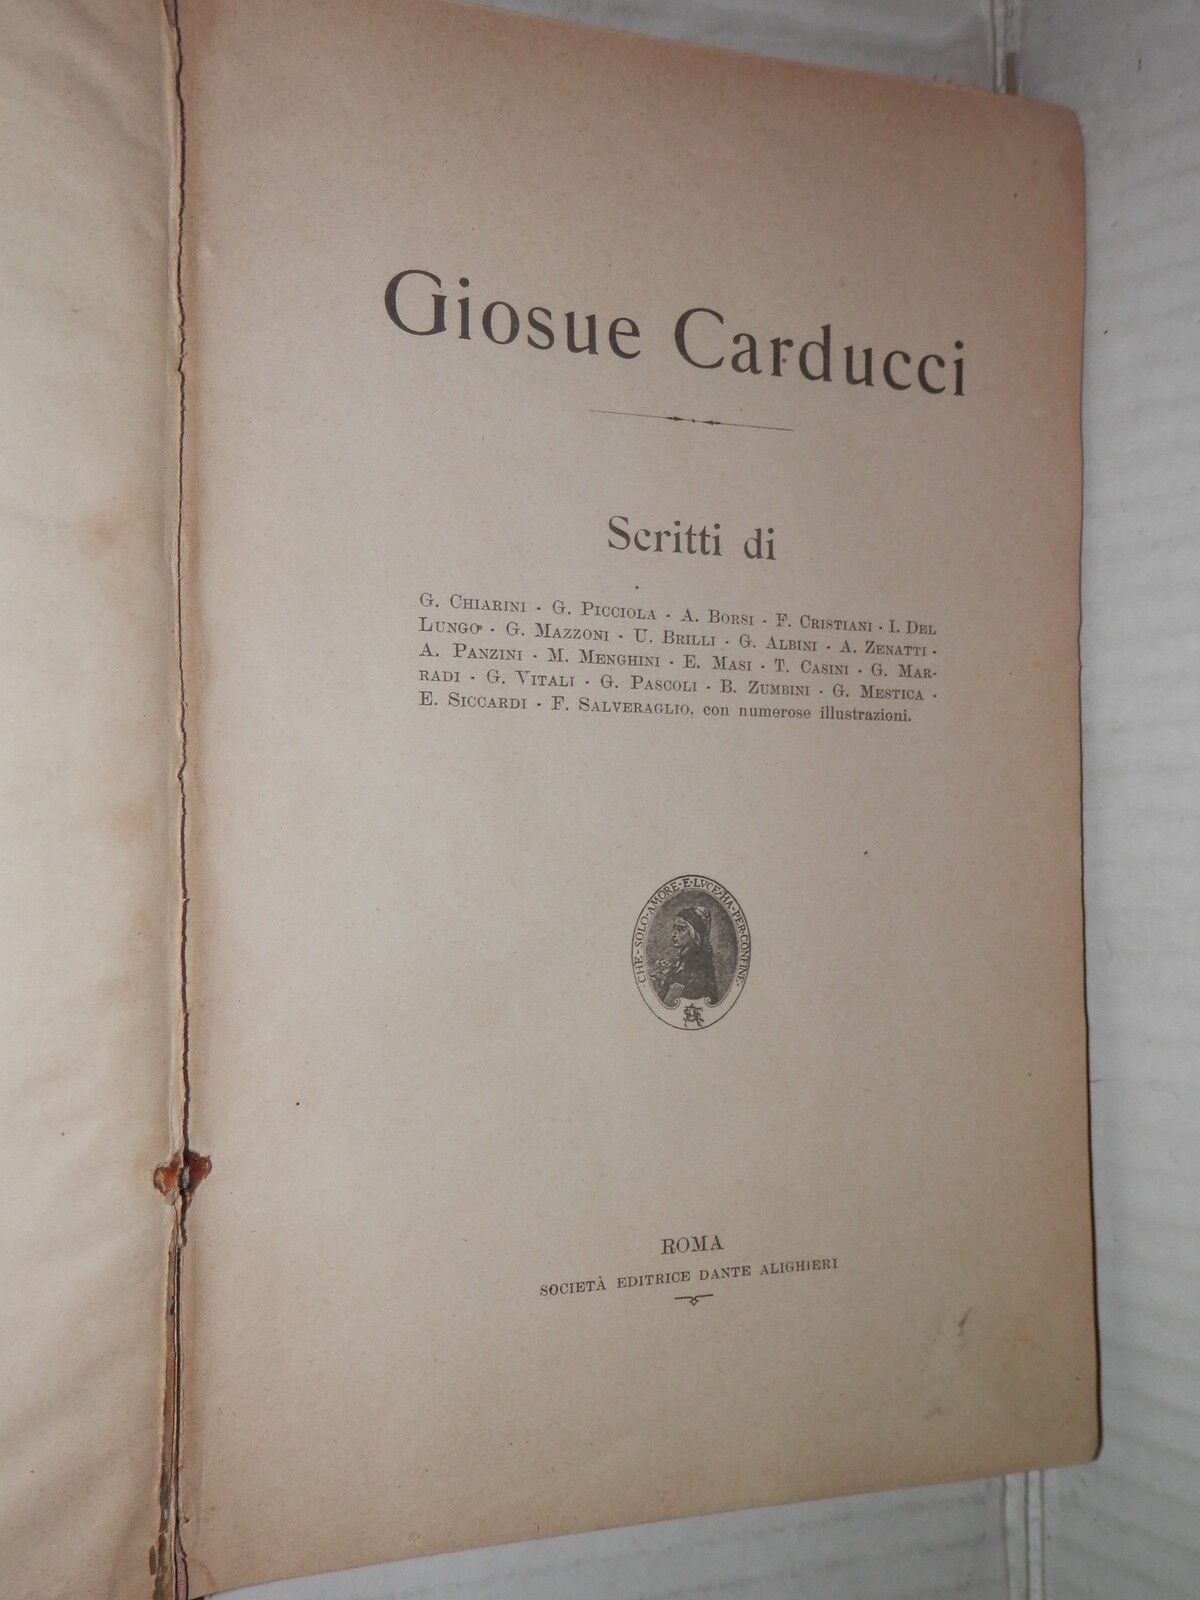 Giosue Carducci
Scritti di
G. CHIARINI - G. PICCIOLA - A. BORSI - F. CRISTIANI - I. DEL
LUNGO - G. MAZZONI - U. BRILLI - G. ALBINI - A. ZENATTI -
A. PANZINI - M. MENGHINI - E. MASI - T. CASINI - G. MAR-
RADI - G. VITALI - G. PASCOLI - B. ZUMBINI - G. MESTICA -
E. SICCARDI - F. SALVERAGLIO, con numerose illustrazioni.
CHE·SOLO·AMORE·E·LVCE·HA·PER·CONFINE
ROMA
SOCIETÀ EDITRICE DANTE ALIGHIERI